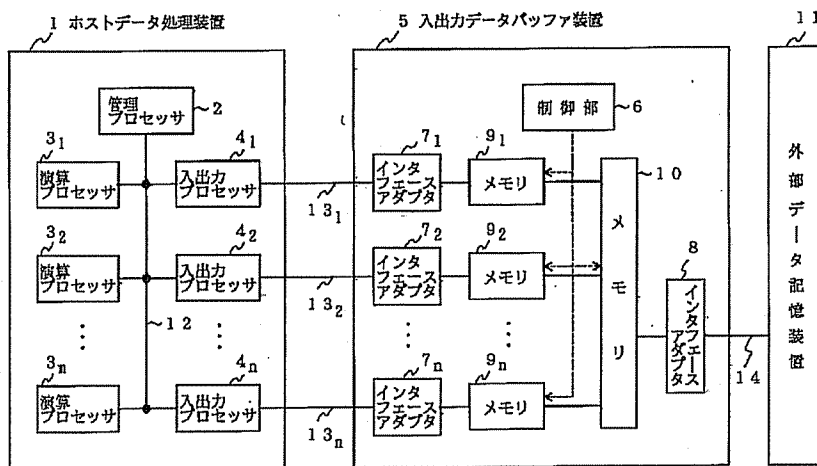 1 ホストデータ処理装置
5 入出力データバッファ装置
11
管理
プロセッサ
2
制御部
6
3₁
演算
プロセッサ
4₁
入出力
プロセッサ
13₁
7₁
インタ
フェース
アダプタ
9₁
メモリ
10
メモリ
3₂
演算
プロセッサ
4₂
入出力
プロセッサ
13₂
7₂
インタ
フェース
アダプタ
9₂
メモリ
8
インタフェース
アダプタ
14
外部データ記憶装置
12
3m
演算
プロセッサ
4n
入出力
プロセッサ
13n
7n
インタ
フェース
アダプタ
9n
メモリ